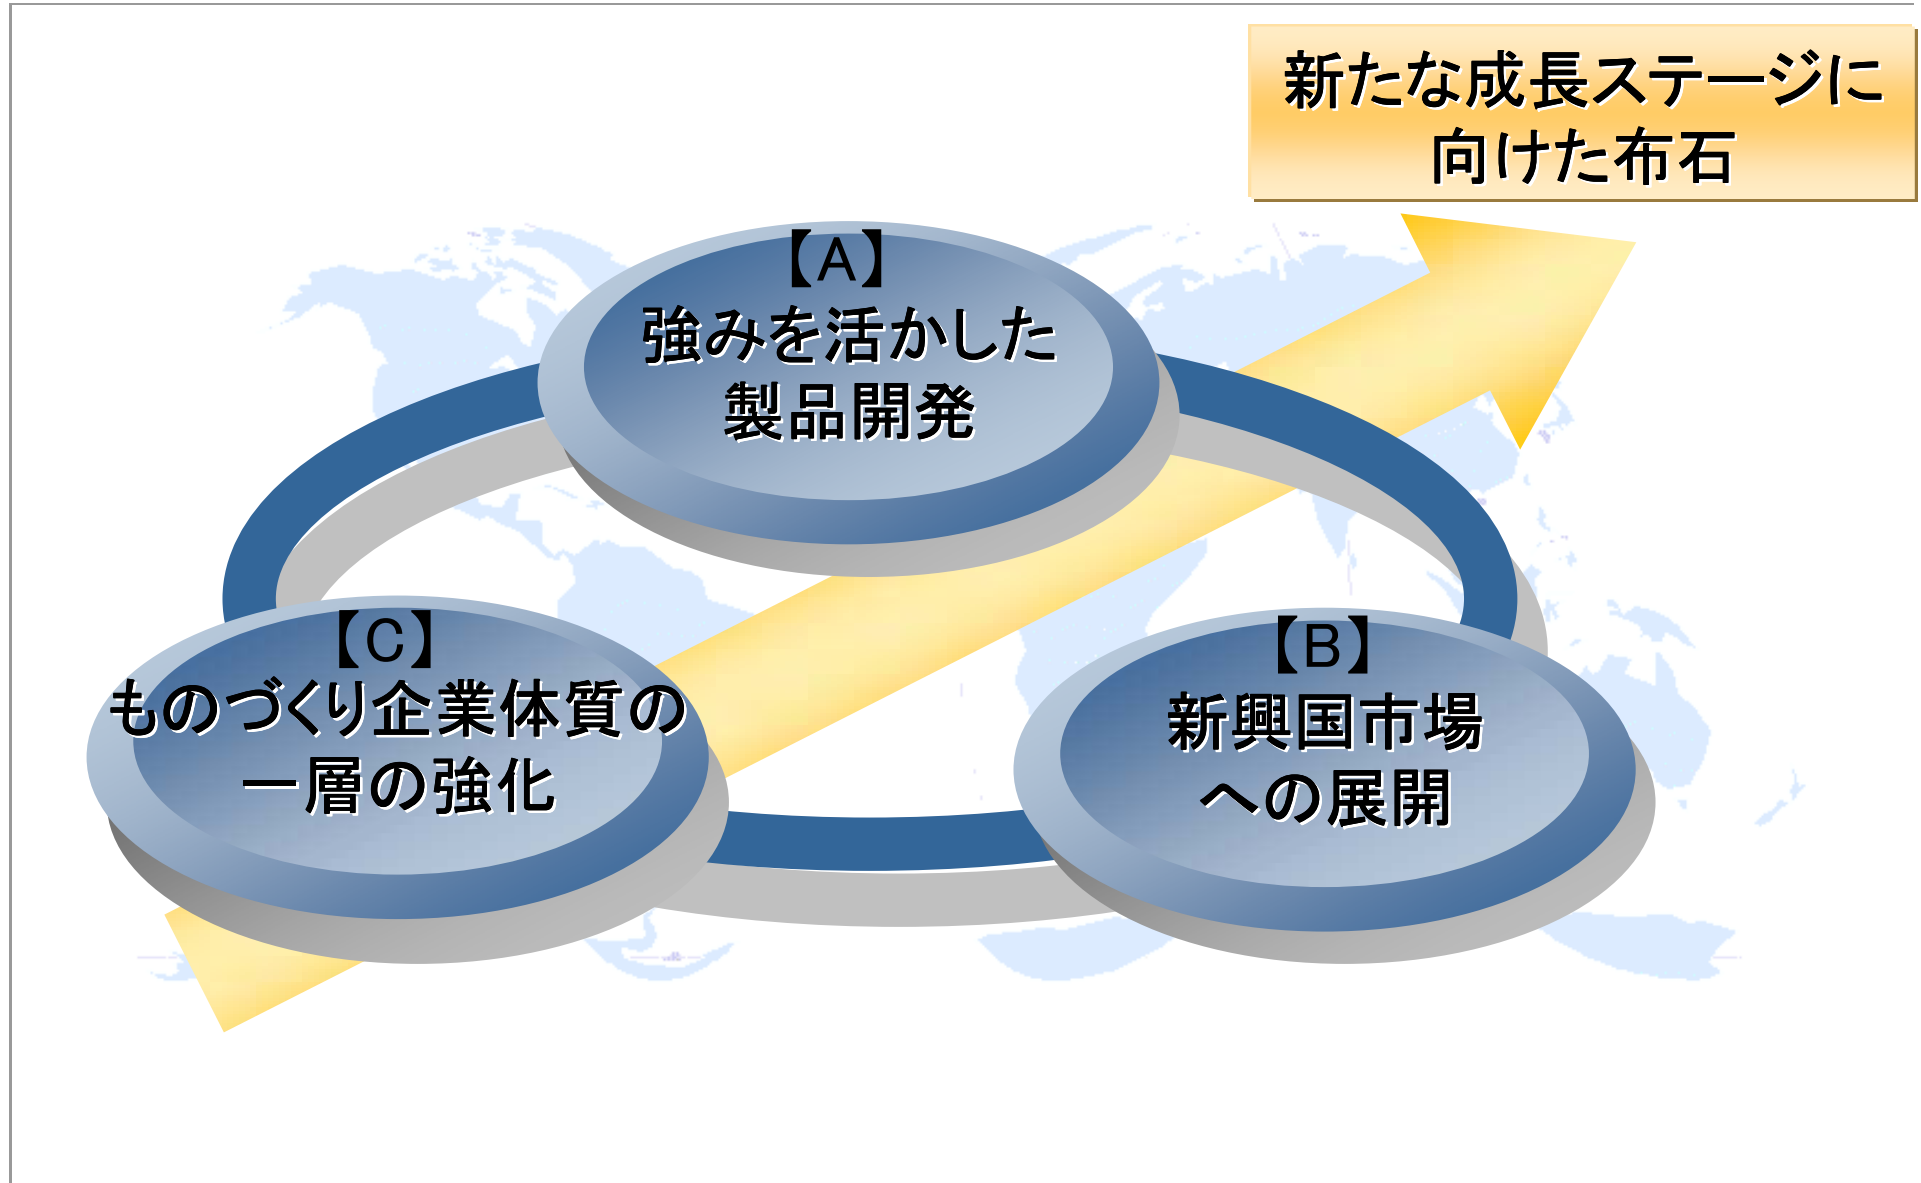 新たな成長ステージに
向けた布石
【A】
強みを活かした
製品開発
【C】
ものづくり企業体質の
一層の強化
【B】
新興国市場
への展開